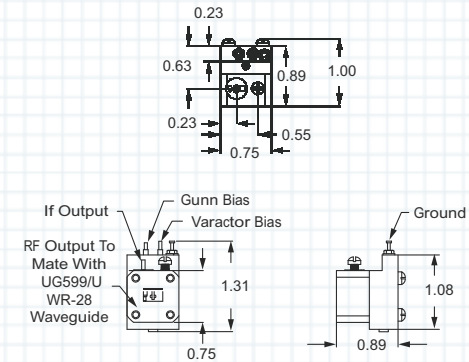 0.23
0.63
0.89
1.00
0.23
0.55
0.75
Gunn Bias
If Output
Varactor Bias
Ground
RF Output To
Mate With
UG599/U
WR-28
Waveguide
1.31
1.08
0.75
0.89